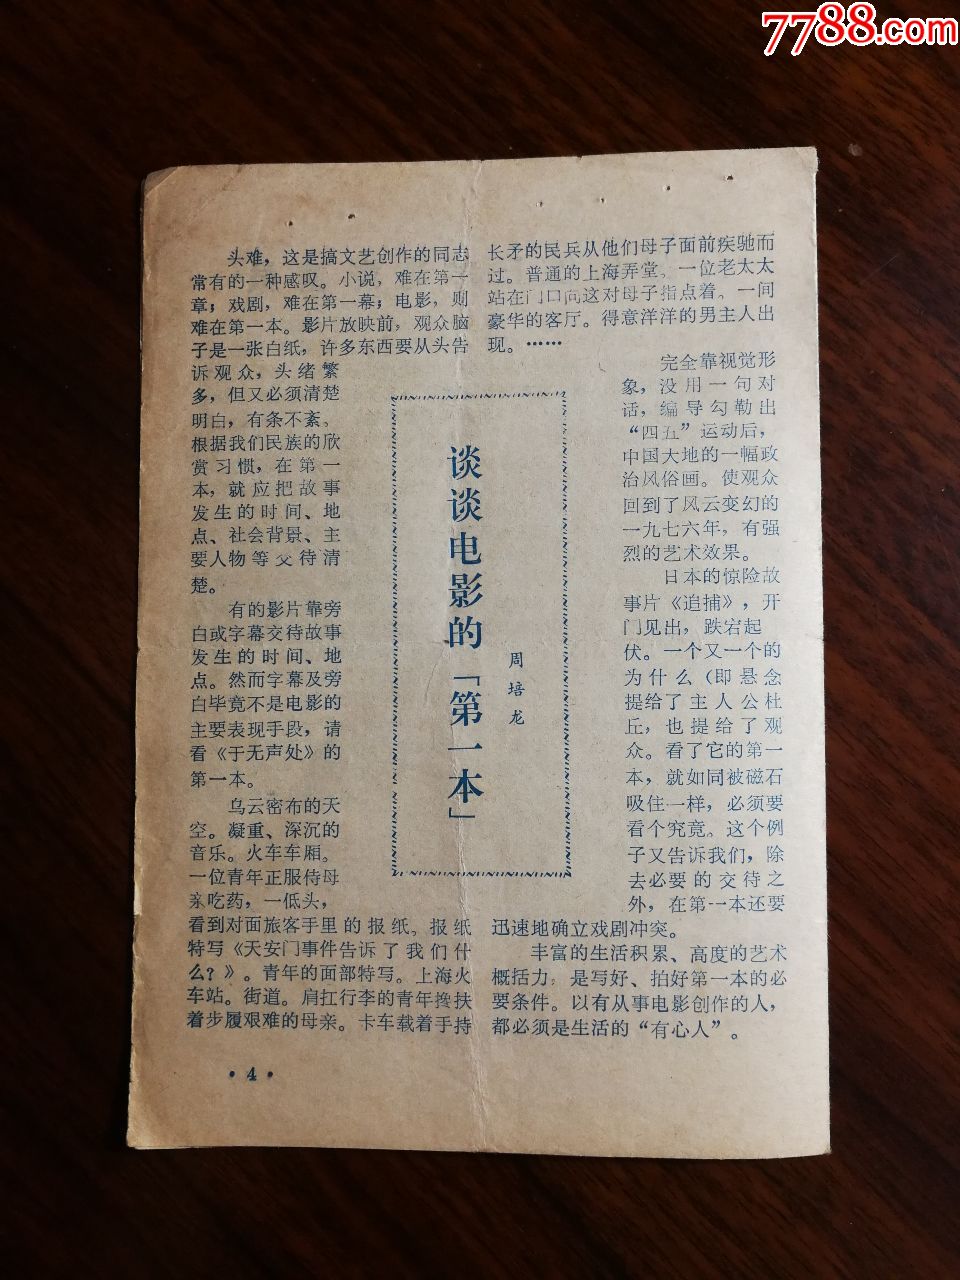 7788.com
头难，这是搞文艺创作的同志
常有的一种感叹。小说，难在第一
章；戏剧，难在第一幕；电影，则
难在第一本。影片放映前，观众脑
子是一张白纸，许多东西要从头告
诉观众，头绪繁
多，但又必须清楚
明白，有条不紊。
根据我们民族的欣
赏习惯，在第一
本，就应把故事
发生的时间、地
点、社会背景、主
要人物等交待清
楚。
有的影片靠旁
白或字幕交待故事
发生的时间、地
点。然而字幕及旁
白毕竟不是电影的
主要表现手段，请
看《于无声处》的
第一本。
乌云密布的天
空。凝重、深沉的
音乐。火车车厢。
一位青年正服侍母
亲吃药，一低头，
看到对面旅客手里的报纸。报纸
特写《天安门事件告诉了我们什
么？》。青年的面部特写。上海火
车站。街道。肩扛行李的青年搀扶
着步履艰难的母亲。卡车载着手持
谈谈电影的「第一本」
周培龙
长矛的民兵从他们母子面前疾驰而
过。普通的上海弄堂。一位老太太
站在门口向这对母子指点着。一间
豪华的客厅。得意洋洋的男主人出
现。……
完全靠视觉形
象，没用一句对
话，编导勾勒出
“四五”运动后，
中国大地的一幅政
治风俗画。使观众
回到了风云变幻的
一九七六年，有强
烈的艺术效果。
日本的惊险故
事片《追捕》，开
门见出，跌宕起
伏。一个又一个的
为什么（即悬念
提给了主人公杜
丘，也提给了观
众。看了它的第一
本，就如同被磁石
吸住一样，必须要
看个究竟。这个例
子又告诉我们，除
去必要的交待之
外，在第一本还要
迅速地确立戏剧冲突。
丰富的生活积累、高度的艺术
概括力，是写好、拍好第一本的必
要条件。以有从事电影创作的人，
都必须是生活的“有心人”。
• 4 •